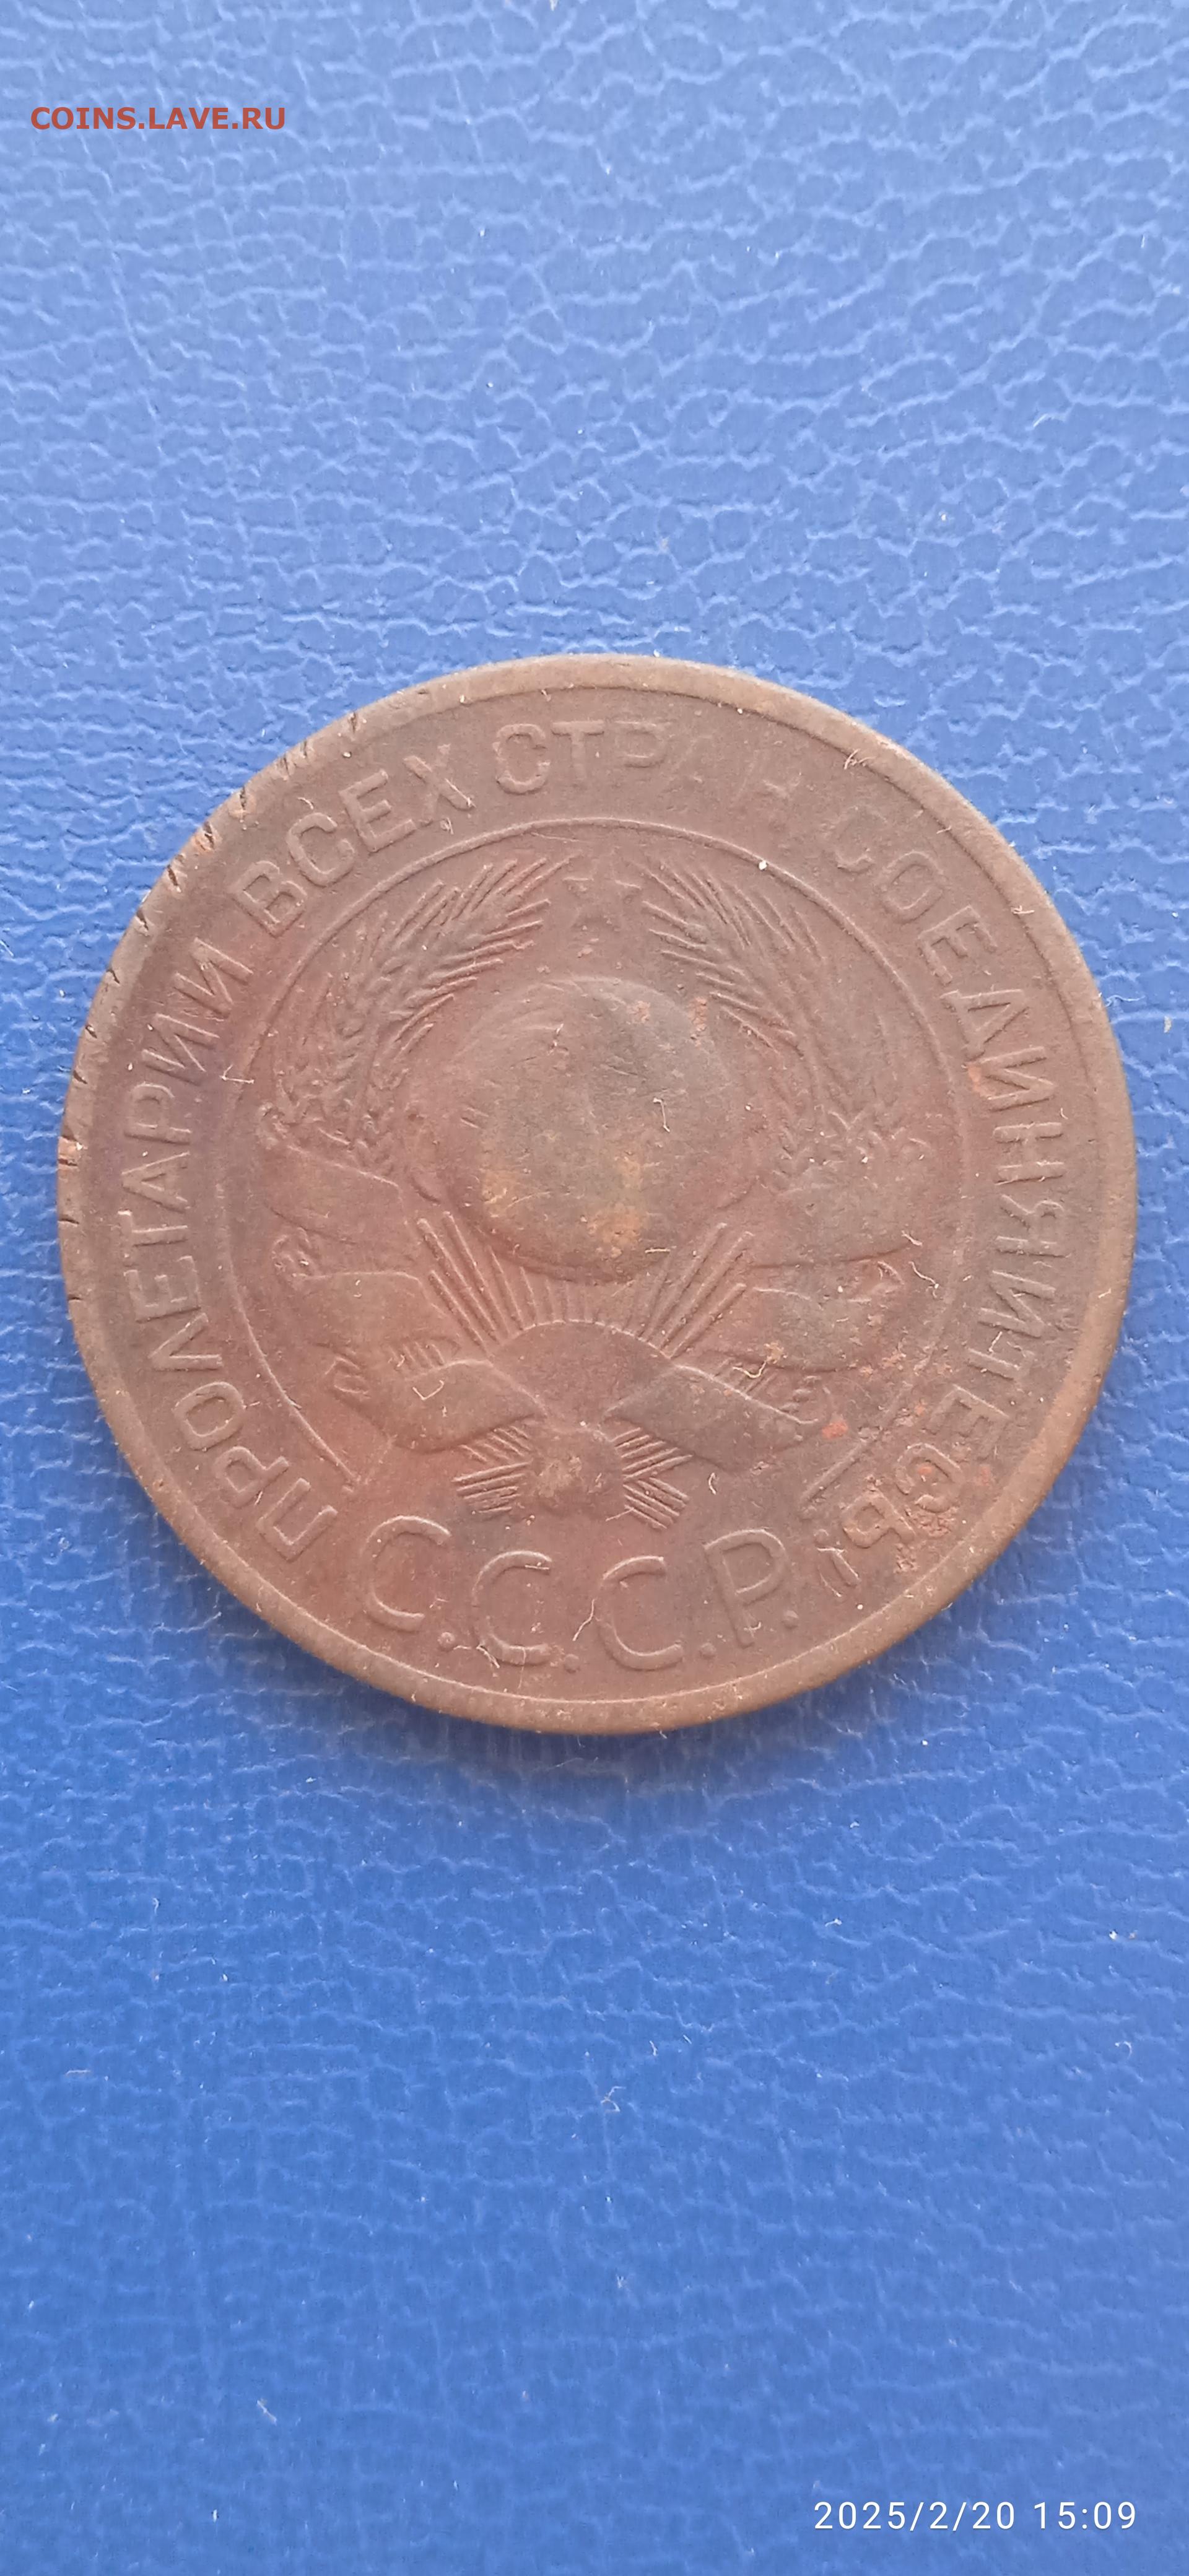 COINS.LAVE.RU
ПРОЛЕТАРИИ ВСЕХ СТР Н СОЕДИНЯЙТЕСЬ!
С.С.С.Р.
2025/2/20 15:09